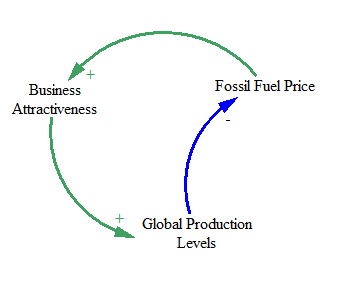 +
Business
Attractiveness
Fossil Fuel Price
-
+
Global Production
Levels